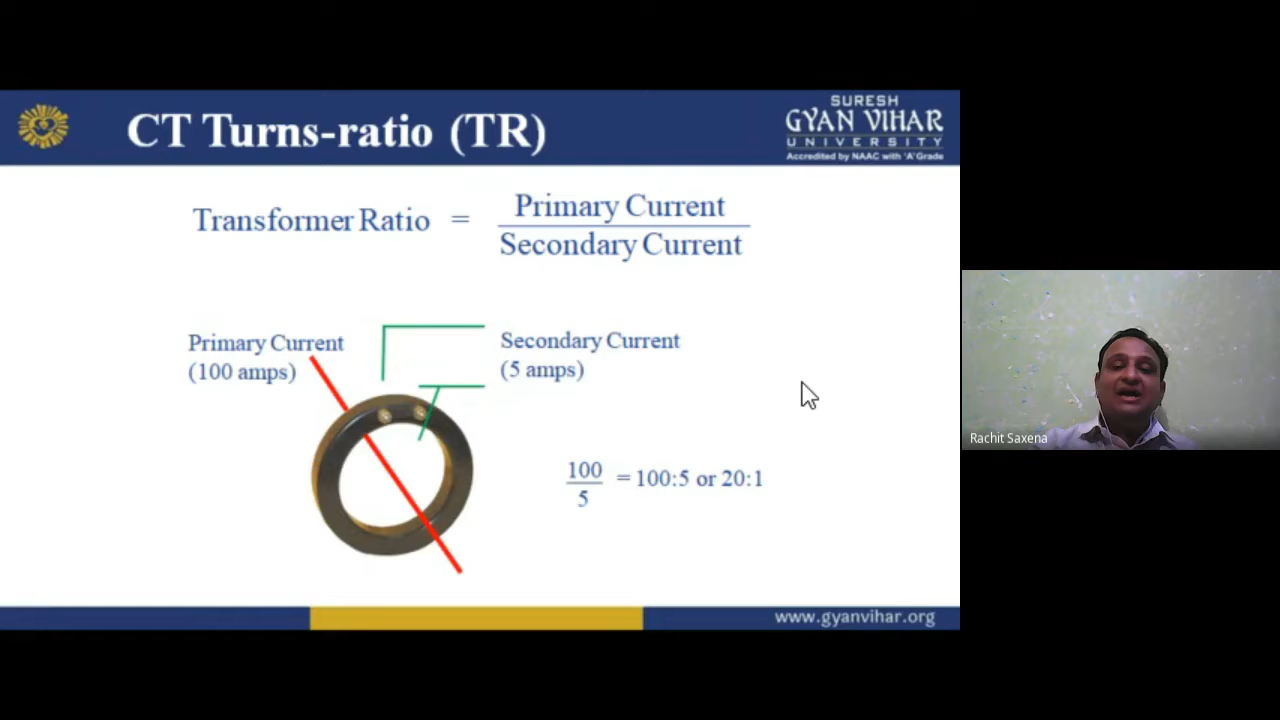 CT Turns-ratio (TR)
SURESH
GYAN VIHAR
UNIVERSITY
Accredited by NAAC with 'A' Grade
Transformer Ratio = Primary Current
Secondary Current
Primary Current
(100 amps)
Secondary Current
(5 amps)
100
5
= 100:5 or 20:1
Rachit Saxena
www.gyanvihar.org